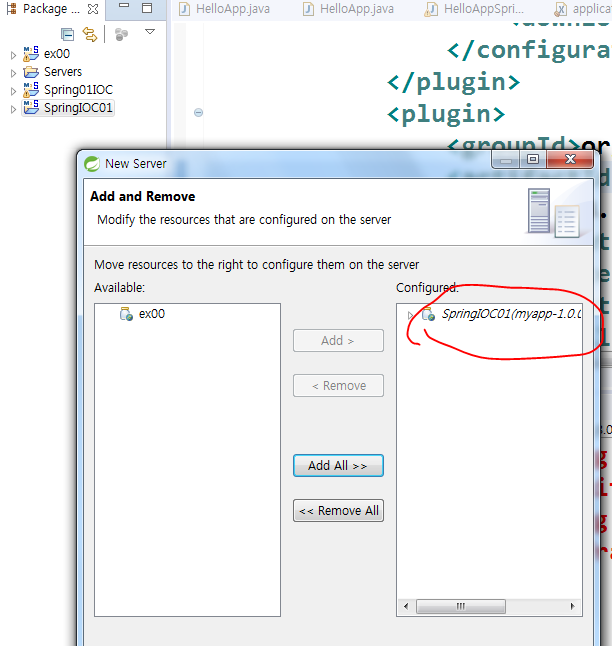 Package ...
HelloApp.java
HelloApp.java
HelloAppSpri...
applicat
ex00
Servers
Spring01IOC
SpringIOC01
</configura
</plugin>
<plugin>
<groupId>or
New Server
Add and Remove
Modify the resources that are configured on the server
Move resources to the right to configure them on the server
Available:
Configured:
ex00
SpringIOC01(myapp-1.0.0
Add >
< Remove
Add All >>
<< Remove All